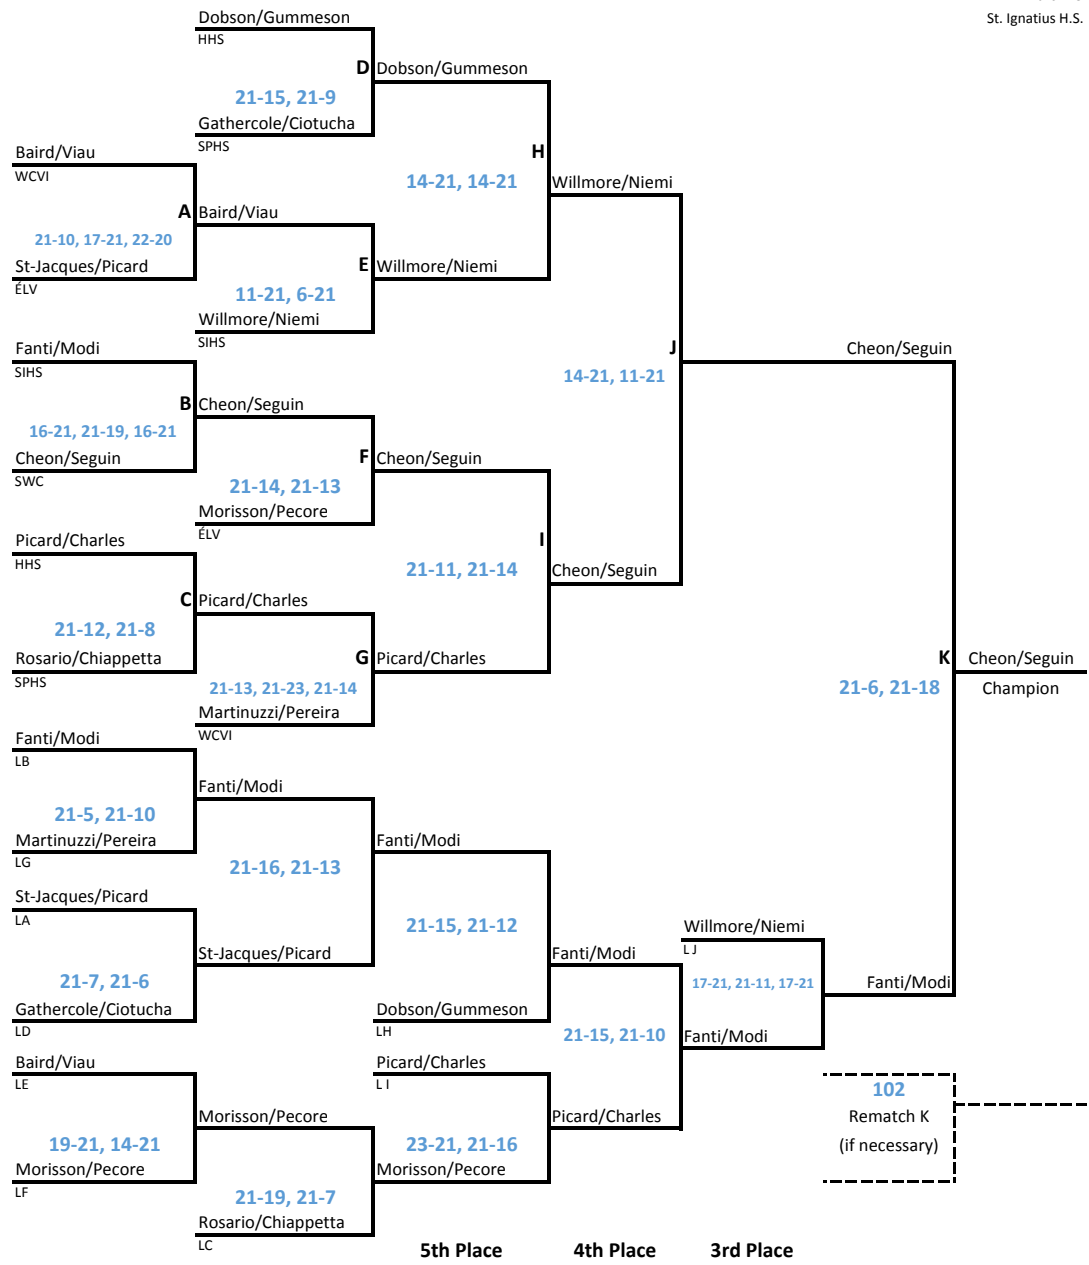 St. Ignatius H.S.
Dobson/Gummeson
HHS
D Dobson/Gummeson
21-15, 21-9
Gathercole/Ciotucha
SPHS
Baird/Viau
WCVI
H
14-21, 14-21
Willmore/Niemi
A Baird/Viau
21-10, 17-21, 22-20
St-Jacques/Picard
ÉLV
E Willmore/Niemi
11-21, 6-21
Willmore/Niemi
SIHS
Fanti/Modi
SIHS
J
Cheon/Seguin
14-21, 11-21
B Cheon/Seguin
16-21, 21-19, 16-21
Cheon/Seguin
SWC
F Cheon/Seguin
21-14, 21-13
Morisson/Pecore
ÉLV
Picard/Charles
HHS
I
21-11, 21-14
Cheon/Seguin
C Picard/Charles
21-12, 21-8
Rosario/Chiappetta
SPHS
G Picard/Charles
21-13, 21-23, 21-14
Martinuzzi/Pereira
WCVI
K Cheon/Seguin
21-6, 21-18
Champion
Fanti/Modi
LB
Fanti/Modi
21-5, 21-10
Martinuzzi/Pereira
LG
Fanti/Modi
21-16, 21-13
St-Jacques/Picard
LA
21-15, 21-12
Willmore/Niemi
L J
St-Jacques/Picard
Fanti/Modi
21-7, 21-6
17-21, 21-11, 17-21
Fanti/Modi
Gathercole/Ciotucha
LD
Dobson/Gummeson
LH
21-15, 21-10
Fanti/Modi
Baird/Viau
LE
Picard/Charles
L I
102
Rematch K
(if necessary)
Morisson/Pecore
Picard/Charles
19-21, 14-21
23-21, 21-16
Morisson/Pecore
LF
Morisson/Pecore
21-19, 21-7
Rosario/Chiappetta
LC
5th Place
4th Place
3rd Place